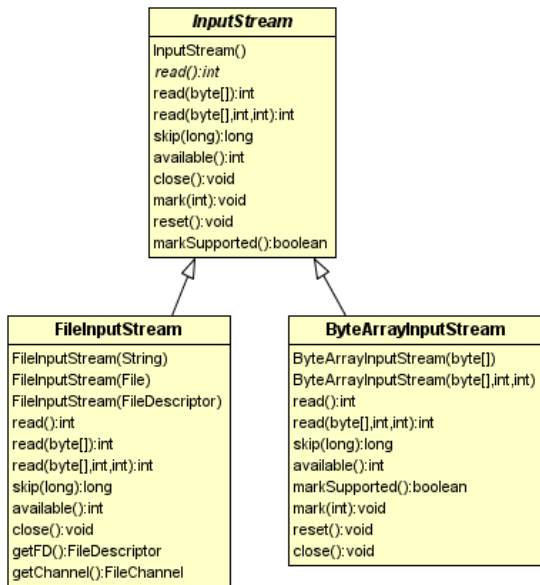 InputStream
InputStream()
read():int
read(byte[]):int
read(byte[],int,int):int
skip(long):long
available():int
close():void
mark(int):void
reset():void
markSupported():boolean
FileInputStream
FileInputStream(String)
FileInputStream(File)
FileInputStream(FileDescriptor)
read():int
read(byte[]):int
read(byte[],int,int):int
skip(long):long
available():int
close():void
getFD():FileDescriptor
getChannel():FileChannel
ByteArrayInputStream
ByteArrayInputStream(byte[])
ByteArrayInputStream(byte[],int,int)
read():int
read(byte[],int,int):int
skip(long):long
available():int
markSupported():boolean
mark(int):void
reset():void
close():void